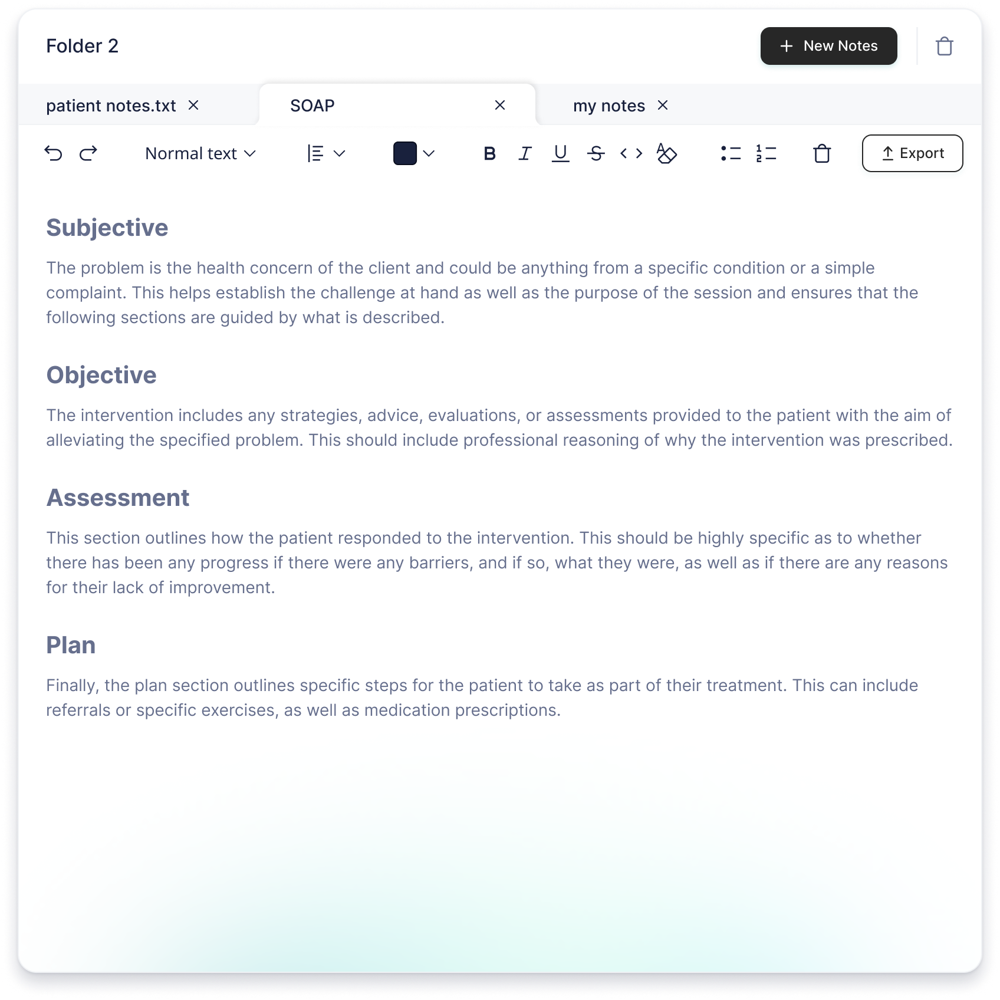 Folder 2
New Notes
patient notes.txt
SOAP
my notes
Normal text
Export
Subjective
The problem is the health concern of the client and could be anything from a specific condition or a simple
complaint. This helps establish the challenge at hand as well as the purpose of the session and ensures that the
following sections are guided by what is described.
Objective
The intervention includes any strategies, advice, evaluations, or assessments provided to the patient with the aim of
alleviating the specified problem. This should include professional reasoning of why the intervention was prescribed.
Assessment
This section outlines how the patient responded to the intervention. This should be highly specific as to whether
there has been any progress if there were any barriers, and if so, what they were, as well as if there are any reasons
for their lack of improvement.
Plan
Finally, the plan section outlines specific steps for the patient to take as part of their treatment. This can include
referrals or specific exercises, as well as medication prescriptions.